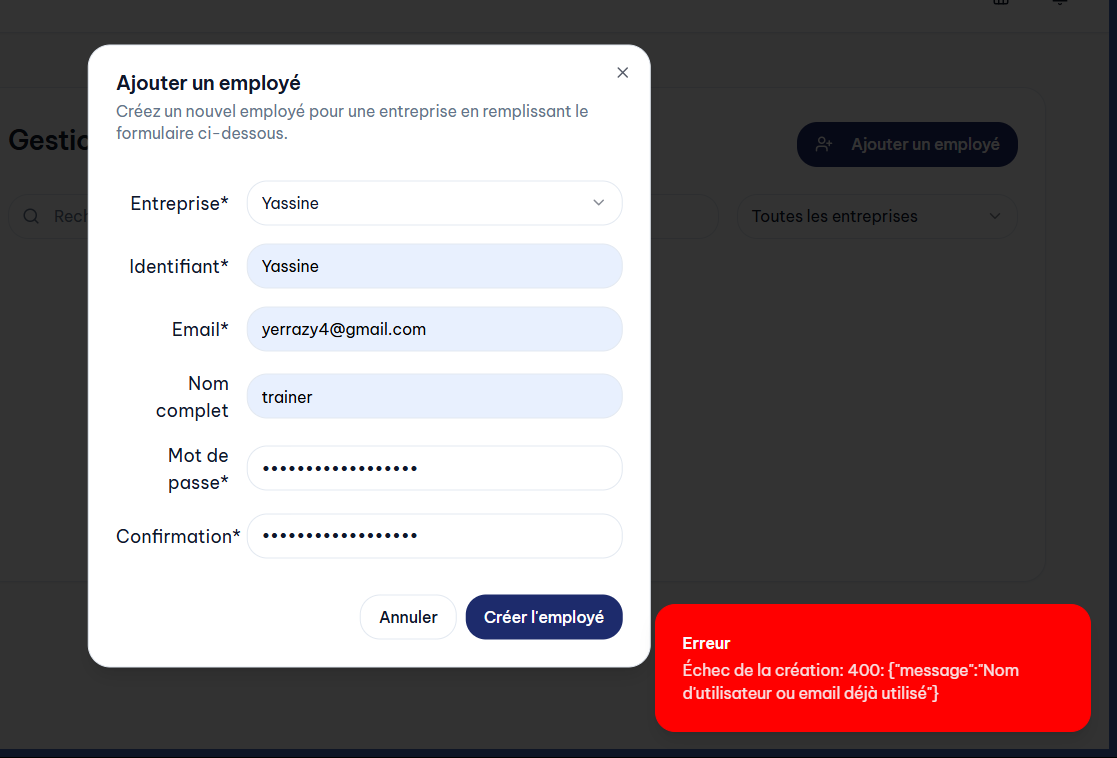 Ajouter un employé
Créez un nouvel employé pour une entreprise en remplissant le
formulaire ci-dessous.
Gestic
Ajouter un employé
Rech
Toutes les entreprises
Entreprise*
Yassine
Identifiant*
Yassine
Email*
yerrazy4@gmail.com
Nom
complet
trainer
Mot de
passe*
••••••••••••••••••
Confirmation*
••••••••••••••••••
Annuler
Créer l'employé
Erreur
Échec de la création: 400: {"message":"Nom
d'utilisateur ou email déjà utilisé"}